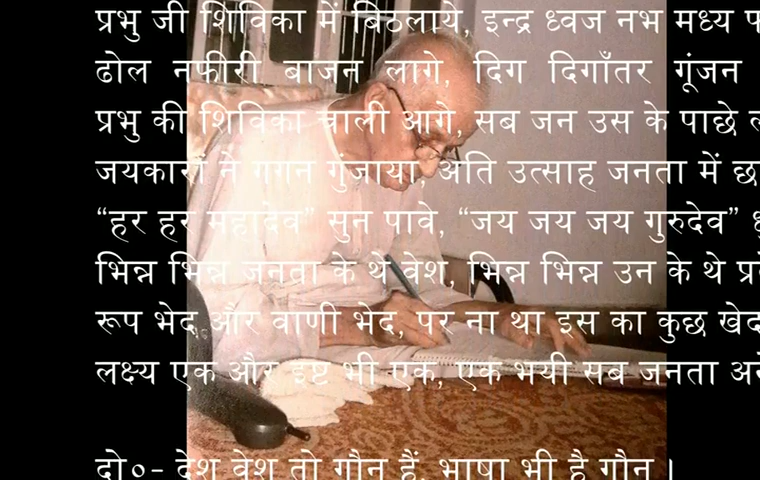 प्रभु जी शिविका में बिठलाये, इन्द्र ध्वज नभ मध्य
ढोल नफीरी बाजन लागे, दिग दिगाँतर गूंजन
प्रभु की शिविका चाली आगे, सब जन उस के पाछे
जयकारों ने गगन गुंजाया, अति उत्साह जनता में
“हर हर महादेव” सुन पावे, “जय जय जय गुरुदेव”
भिन्न भिन्न जनता के थे वेश, भिन्न भिन्न उन के थे
रूप भेद और वाणी भेद, पर ना था इस का कुछ खेद
लक्ष्य एक और इष्ट भी एक, एक भयी सब जनता
दो०- देश वेश तो गौन हैं, भाषा भी है गौन ।